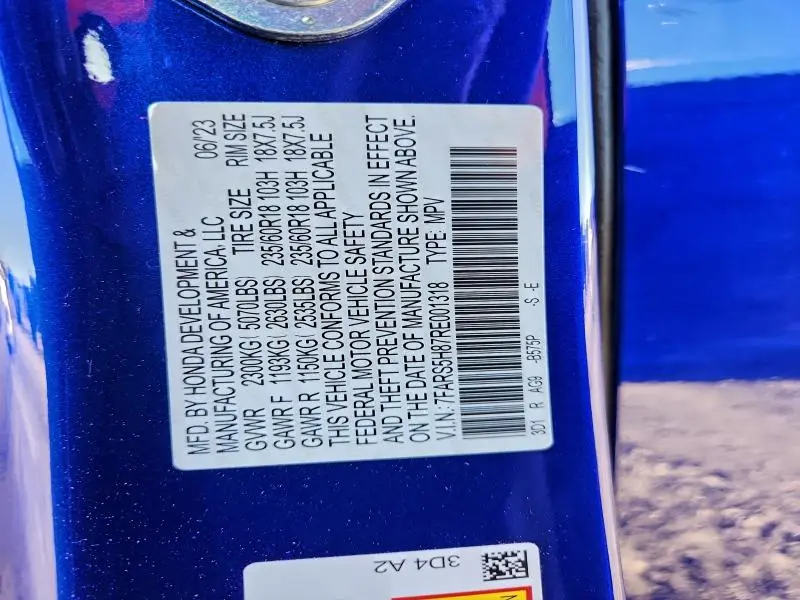 MFD. BY HONDA DEVELOPMENT & 06/'23
MANUFACTURING OF AMERICA, LLC
TIRE SIZE RIM SIZE
GVWR 2300KG( 5070LBS)
GAWR F 1193KG( 2630LBS) 235/60R18 103H 18X7.5J
GAWR R 1150KG( 2535LBS) 235/60R18 103H 18X7.5J
THIS VEHICLE CONFORMS TO ALL APPLICABLE
FEDERAL MOTOR VEHICLE SAFETY
AND THEFT PREVENTION STANDARDS IN EFFECT
ON THE DATE OF MANUFACTURE SHOWN ABOVE.
V.I.N.: 7FARS5H87RE001318 TYPE: MPV
3D1 R AG9 -B575P -S -E
3D4 A2